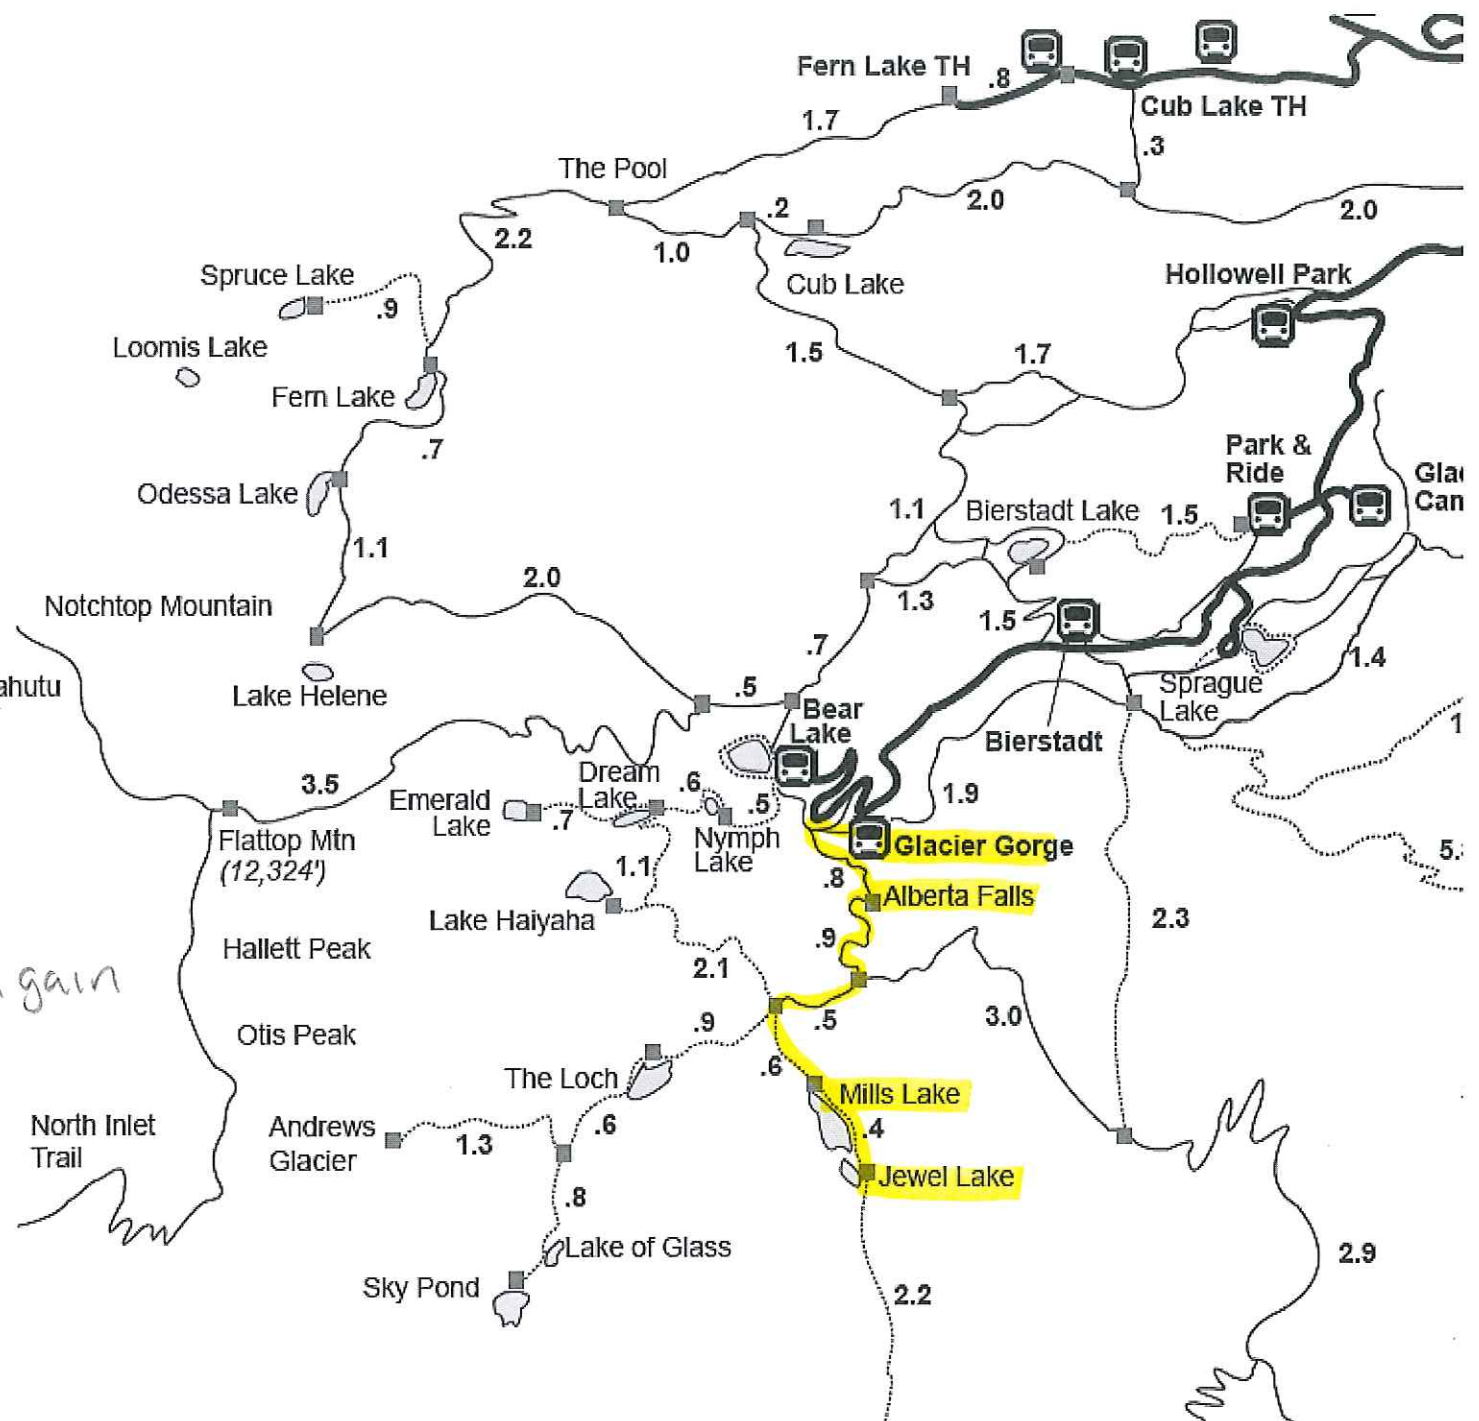 Fern Lake TH
.8
Cub Lake TH
1.7
.3
The Pool
.2
2.0
2.0
2.2
1.0
Spruce Lake
.9
Cub Lake
Hollowell Park
Loomis Lake
1.5
1.7
Fern Lake
.7
Park &
Ride
Odessa Lake
1.1
Bierstadt Lake
1.5
1.1
2.0
Notchtop Mountain
1.3
1.5
.7
1.4
ahutu
Lake Helene
.5
Bear
Lake
Sprague
Lake
Bierstadt
3.5
Dream
Lake
.6
.5
1.9
Emerald
Lake
.7
Nymph
Lake
Flattop Mtn
(12,324')
Glacier Gorge
1.1
.8
Alberta Falls
Lake Haiyaha
.9
2.3
Hallett Peak
2.1
gain
.5
3.0
Otis Peak
.9
.6
The Loch
Mills Lake
North Inlet
Trail
Andrews
Glacier
1.3
.6
.4
Jewel Lake
.8
Lake of Glass
2.9
Sky Pond
2.2